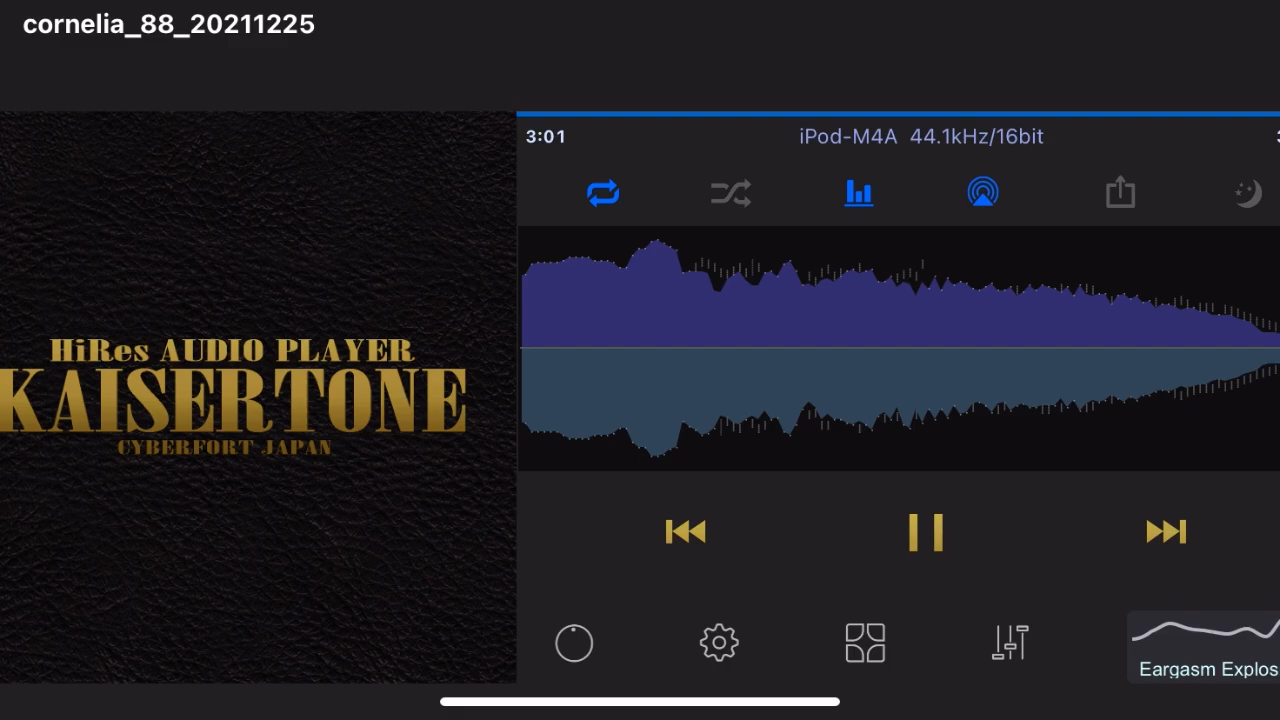 cornelia_88_20211225
3:01
iPod-M4A 44.1kHz/16bit
HiRes AUDIO PLAYER
KAISERTONE
CYBERFORT JAPAN
Eargasm Explos